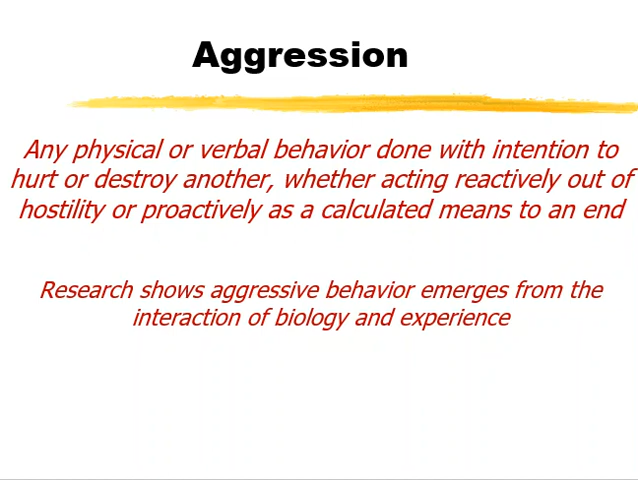 Aggression
Any physical or verbal behavior done with intention to
hurt or destroy another, whether acting reactively out of
hostility or proactively as a calculated means to an end
Research shows aggressive behavior emerges from the
interaction of biology and experience